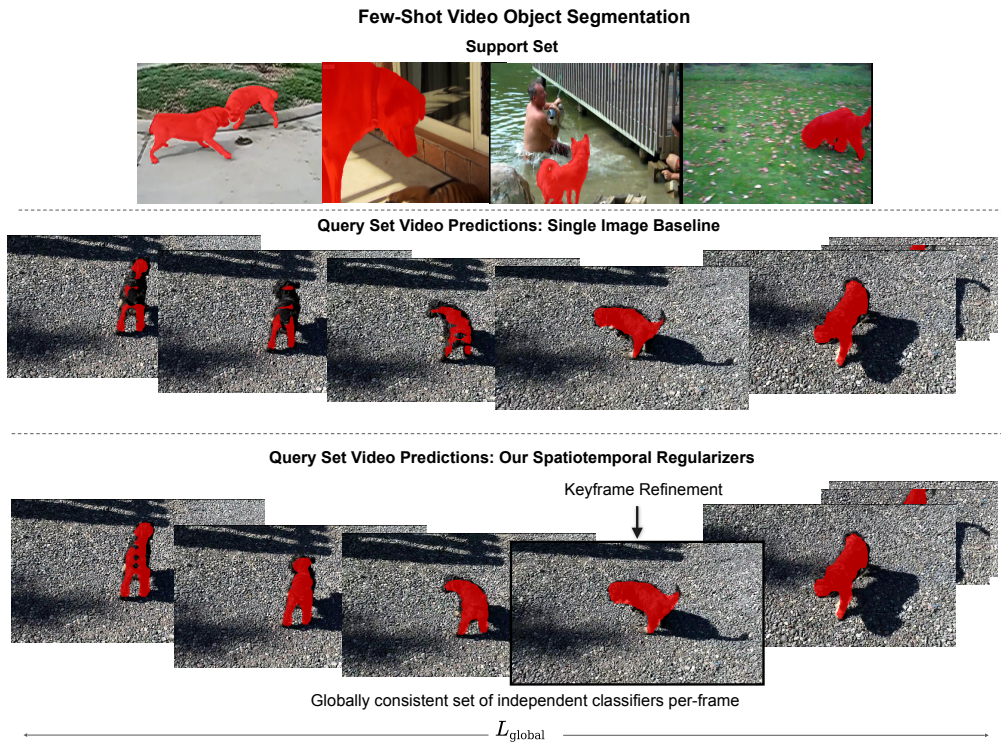 Few-Shot Video Object Segmentation
Support Set
Query Set Video Predictions: Single Image Baseline
Query Set Video Predictions: Our Spatiotemporal Regularizers
Keyframe Refinement
Globally consistent set of independent classifiers per-frame
L_global